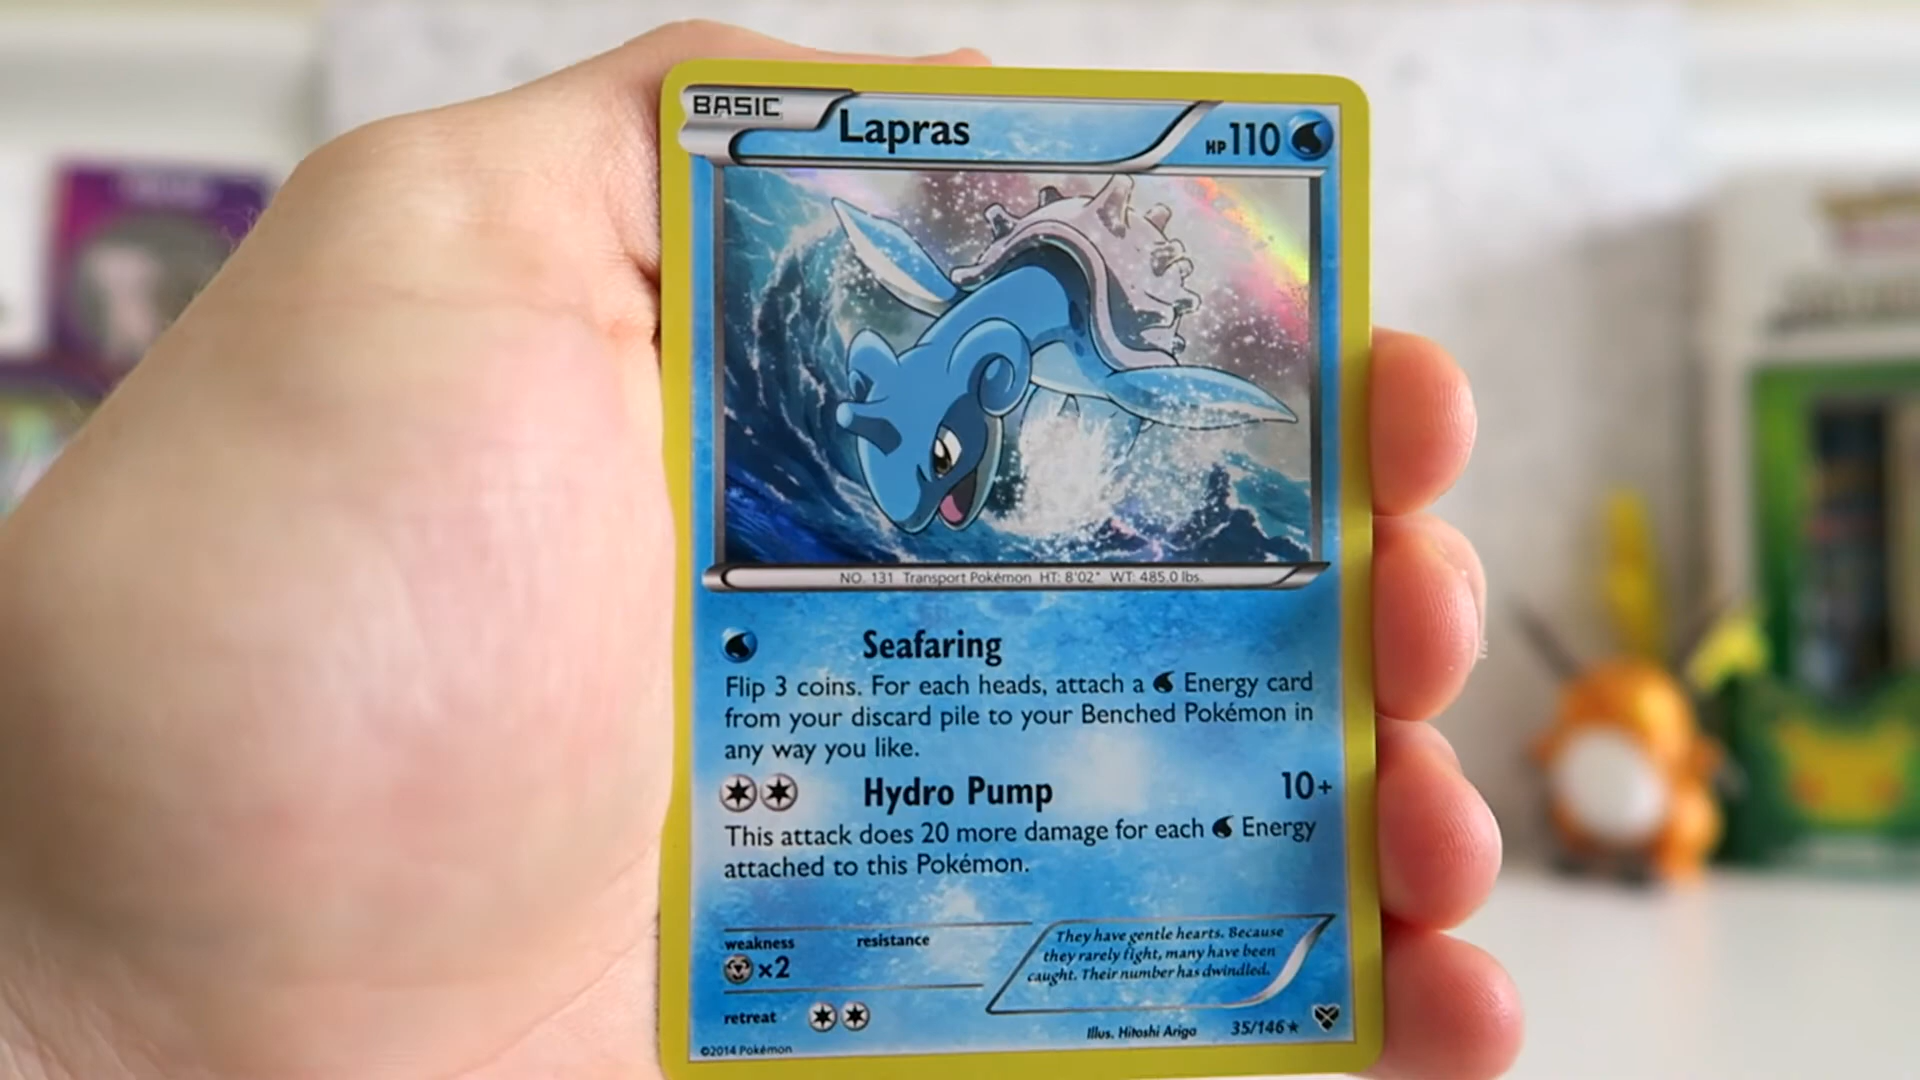 BASIC
Lapras
HP110
NO. 131 Transport Pokémon HT: 8'02" WT: 485.0 lbs.
Seafaring
Flip 3 coins. For each heads, attach a Energy card
from your discard pile to your Benched Pokémon in
any way you like.
Hydro Pump 10+
This attack does 20 more damage for each Energy
attached to this Pokémon.
weakness
×2
resistance
retreat
They have gentle hearts. Because
they rarely fight, many have been
caught. Their number has dwindled.
Illus. Hitoshi Ariga
35/146
©2014 Pokémon